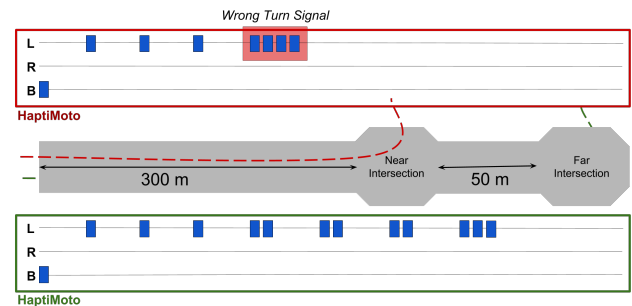 Wrong Turn Signal
L
R
B
HaptiMoto
300 m
Near
Intersection
50 m
Far
Intersection
L
R
B
HaptiMoto